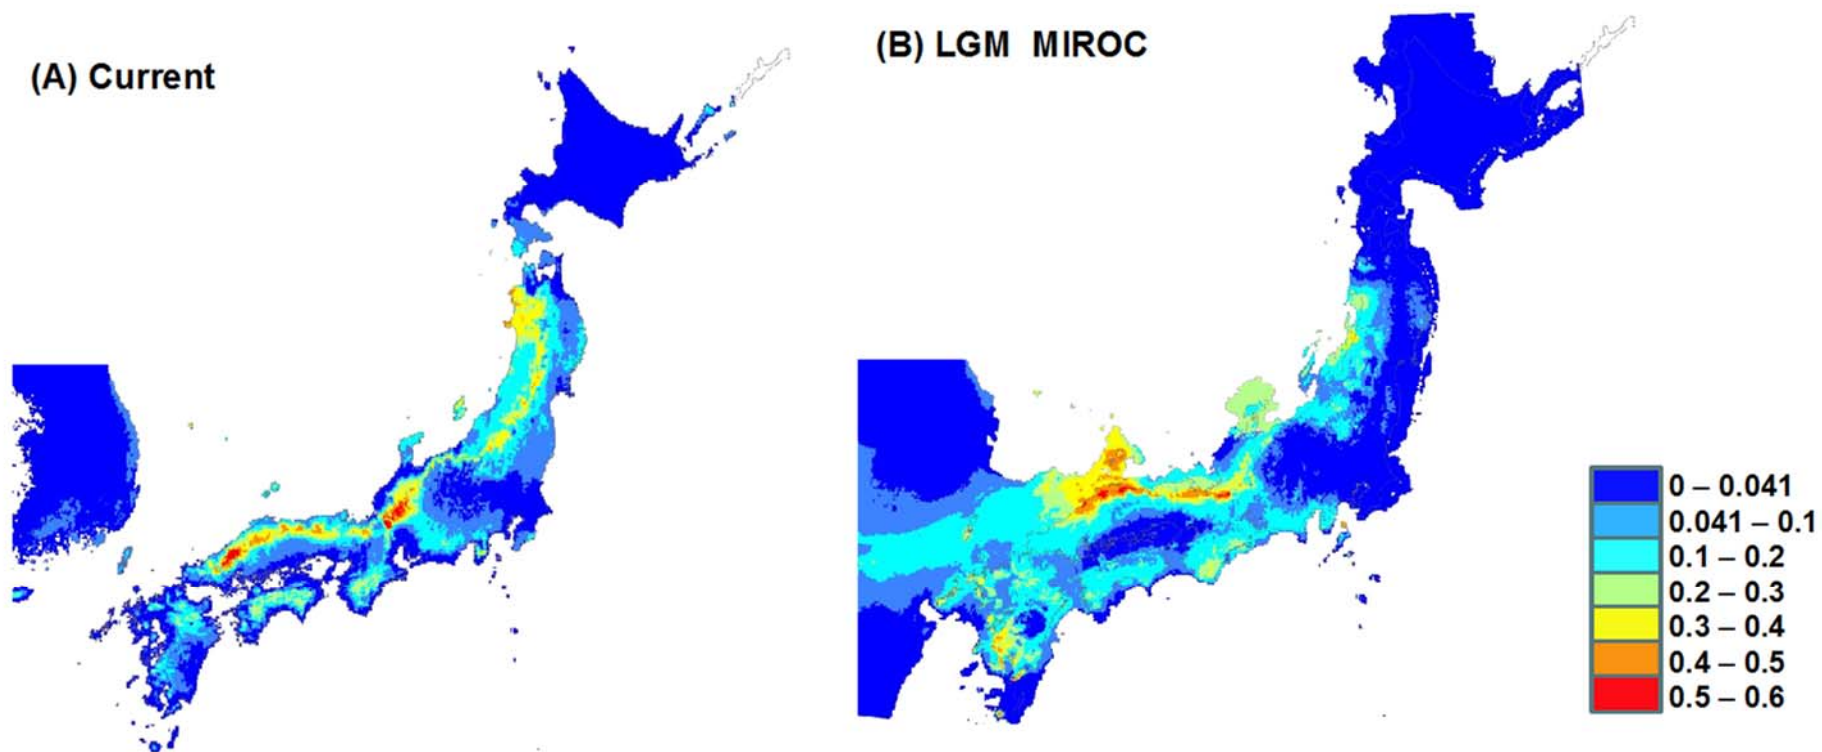 (A) Current
(B) LGM MIROC
0 – 0.041
0.041 – 0.1
0.1 – 0.2
0.2 – 0.3
0.3 – 0.4
0.4 – 0.5
0.5 – 0.6